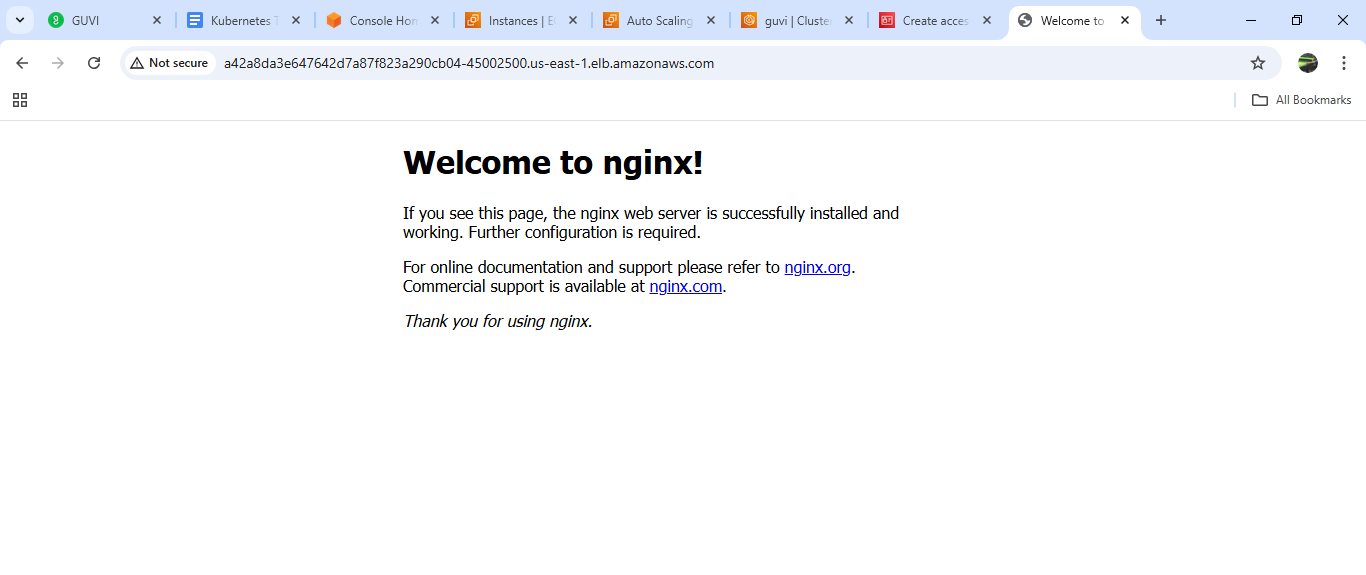 GUVI
Kubernetes T
Console Hon
Instances | E
Auto Scaling
guvi | Cluste
Create acces
Welcome to
Not secure
a42a8da3e647642d7a87f823a290cb04-45002500.us-east-1.elb.amazonaws.com
All Bookmarks
Welcome to nginx!
If you see this page, the nginx web server is successfully installed and
working. Further configuration is required.
For online documentation and support please refer to nginx.org.
Commercial support is available at nginx.com.
Thank you for using nginx.